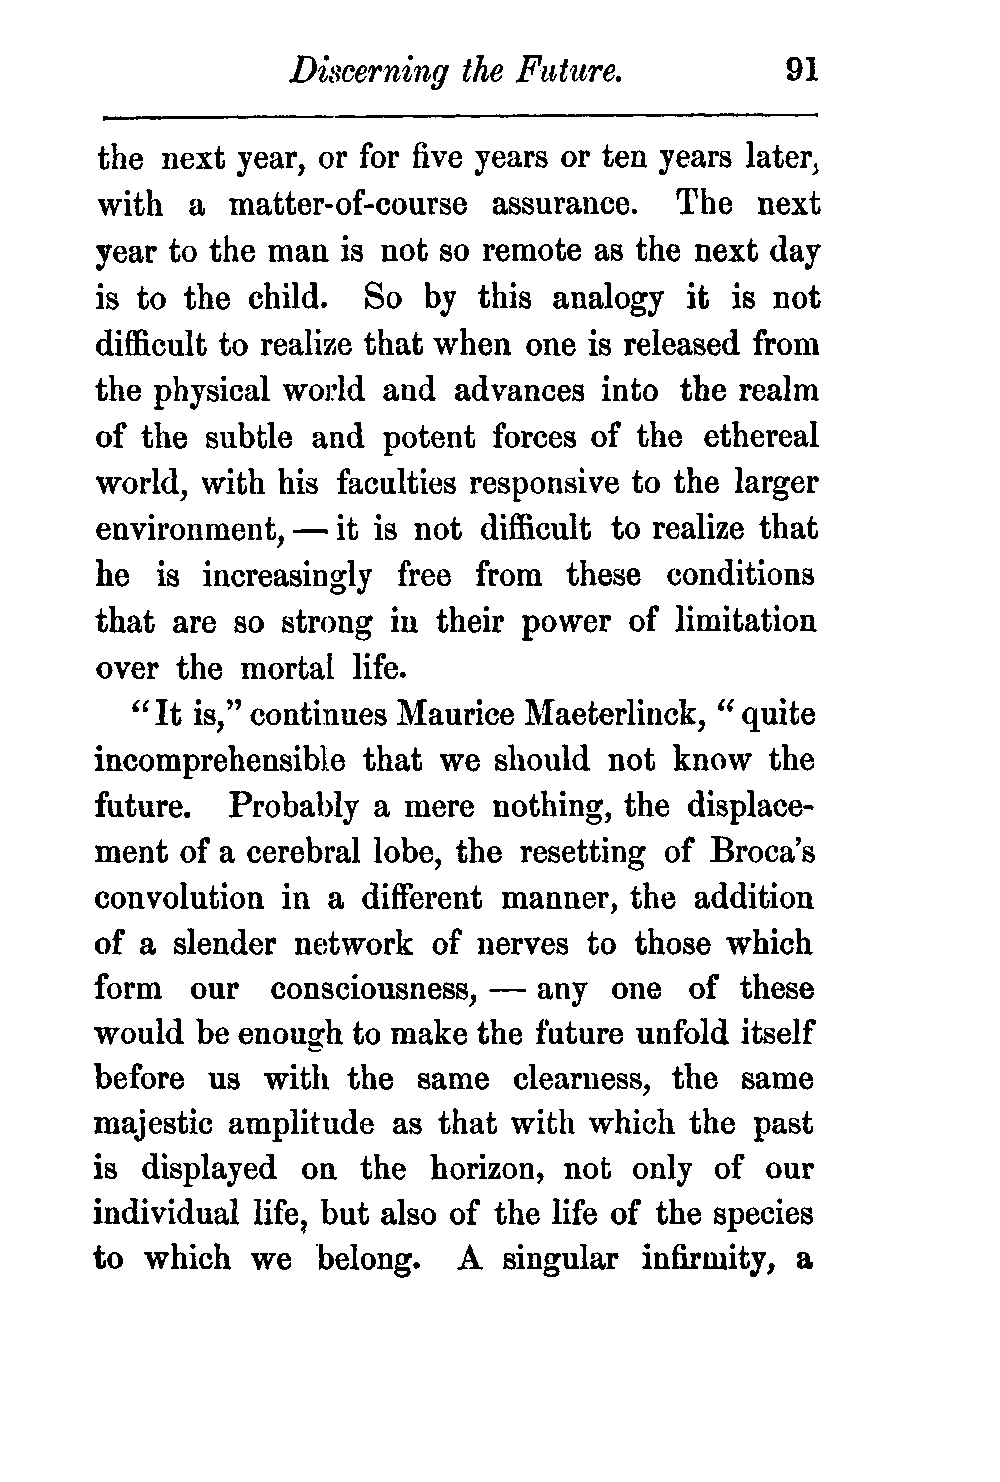 Discerning the Future. 91
the next year, or for five years or ten years later,
with a matter-of-course assurance. The next
year to the man is not so remote as the next day
is to the child. So by this analogy it is not
difficult to realize that when one is released from
the physical world and advances into the realm
of the subtle and potent forces of the ethereal
world, with his faculties responsive to the larger
environment, — it is not difficult to realize that
he is increasingly free from these conditions
that are so strong in their power of limitation
over the mortal life.
“It is,” continues Maurice Maeterlinck, “quite
incomprehensible that we should not know the
future. Probably a mere nothing, the displace-
ment of a cerebral lobe, the resetting of Broca’s
convolution in a different manner, the addition
of a slender network of nerves to those which
form our consciousness, — any one of these
would be enough to make the future unfold itself
before us with the same clearness, the same
majestic amplitude as that with which the past
is displayed on the horizon, not only of our
individual life, but also of the life of the species
to which we belong. A singular infirmity, a